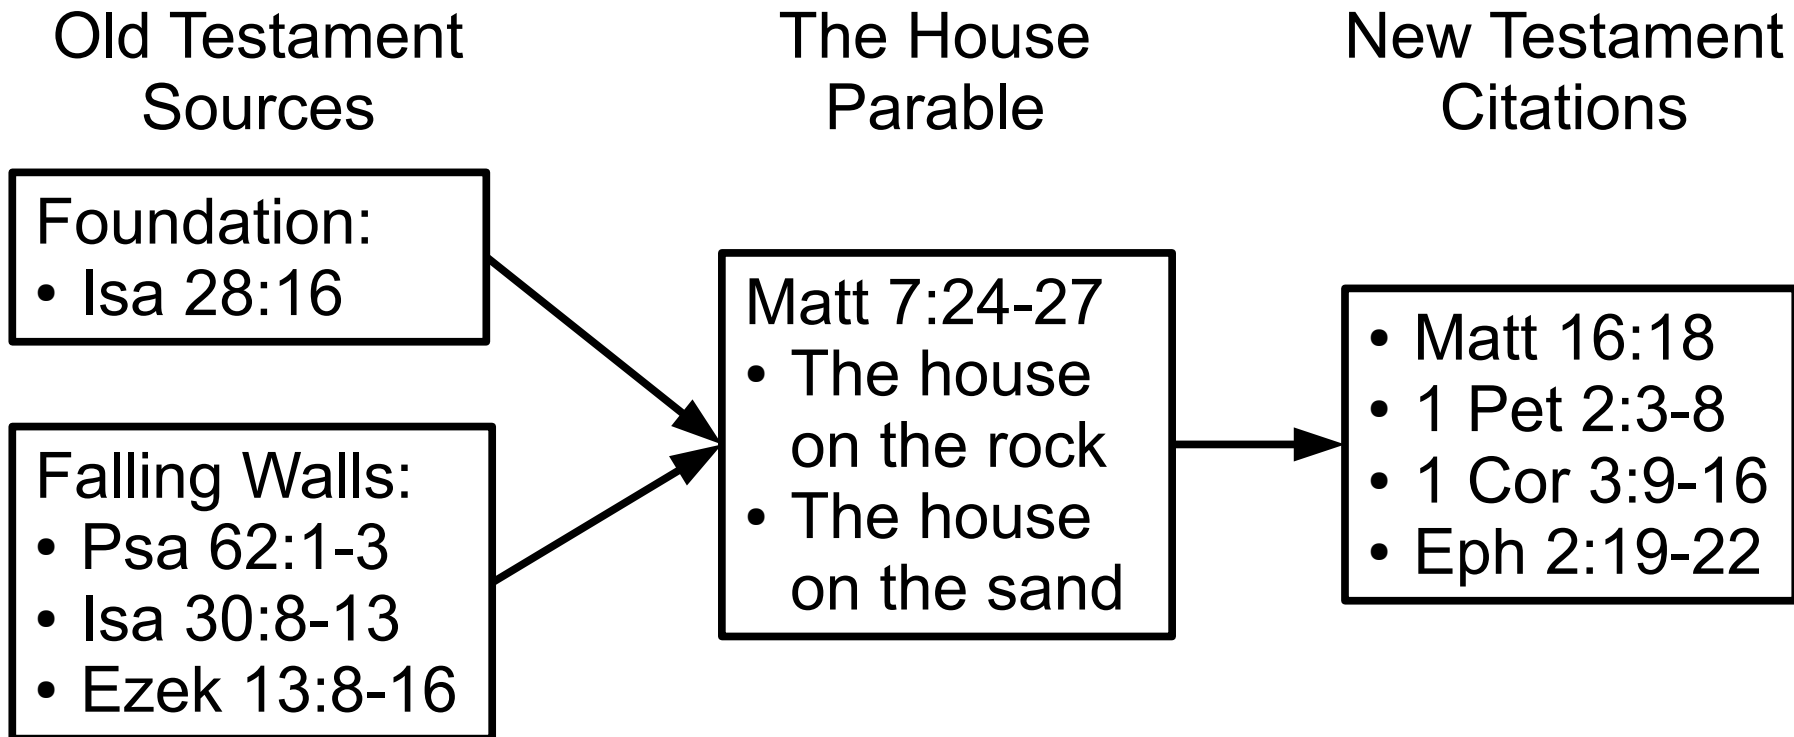 Old Testament
Sources
The House
Parable
New Testament
Citations
Foundation:
• Isa 28:16
Falling Walls:
• Psa 62:1-3
• Isa 30:8-13
• Ezek 13:8-16
Matt 7:24-27
• The house
on the rock
• The house
on the sand
• Matt 16:18
• 1 Pet 2:3-8
• 1 Cor 3:9-16
• Eph 2:19-22